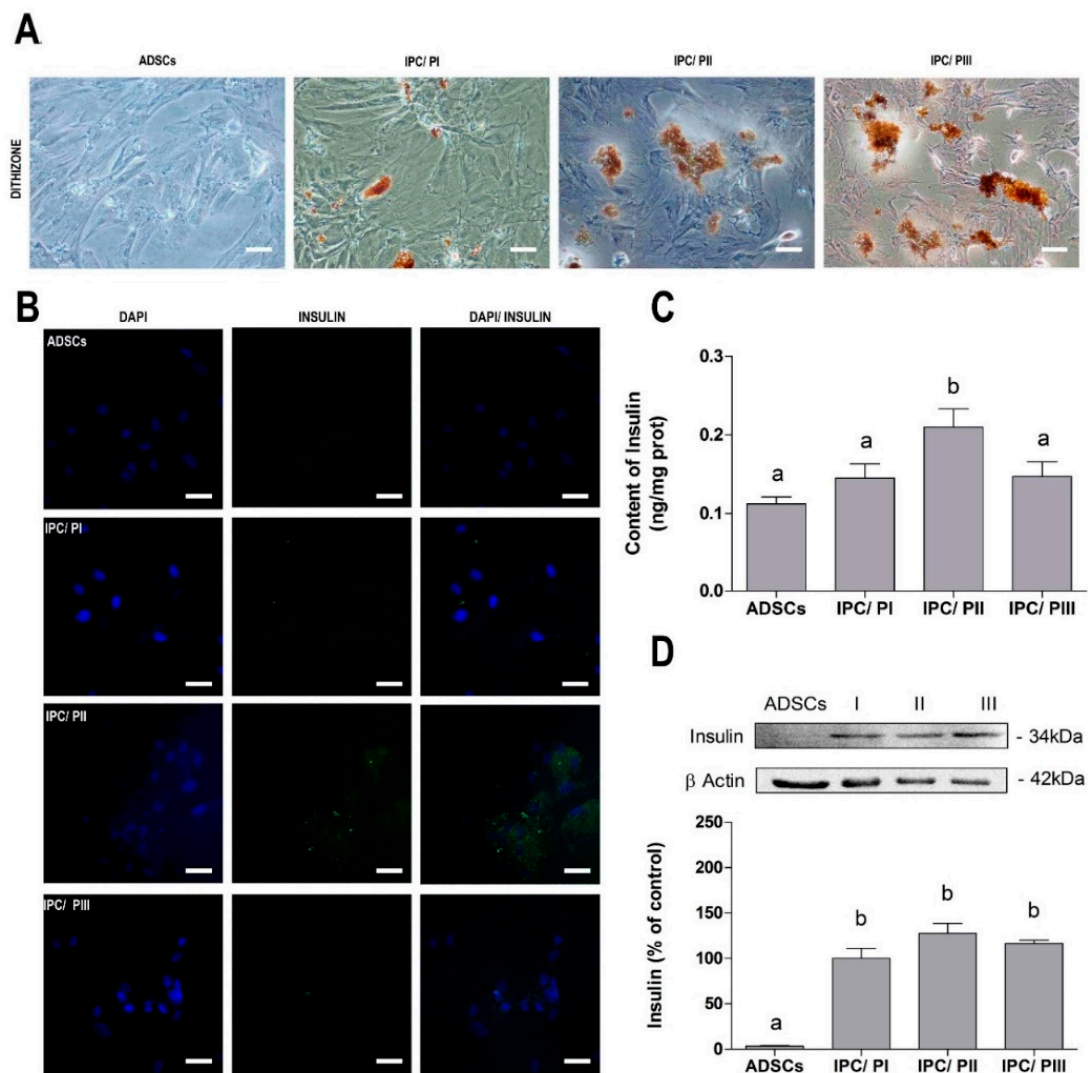 A
ADSCs IPC/ PI IPC/ PII IPC/ PIII
DITHIZONE
B
DAPI INSULIN DAPI/ INSULIN
ADSCs
IPC/ PI
IPC/ PII
IPC/ PIII
C
Content of Insulin
(ng/mg prot)
0.3
0.2
0.1
0.0
a a b a
ADSCs IPC/ PI IPC/ PII IPC/ PIII
D
ADSCs I II III
Insulin - 34kDa
β Actin - 42kDa
Insulin (% of control)
250
200
150
100
50
0
a b b b
ADSCs IPC/ PI IPC/ PII IPC/ PIII